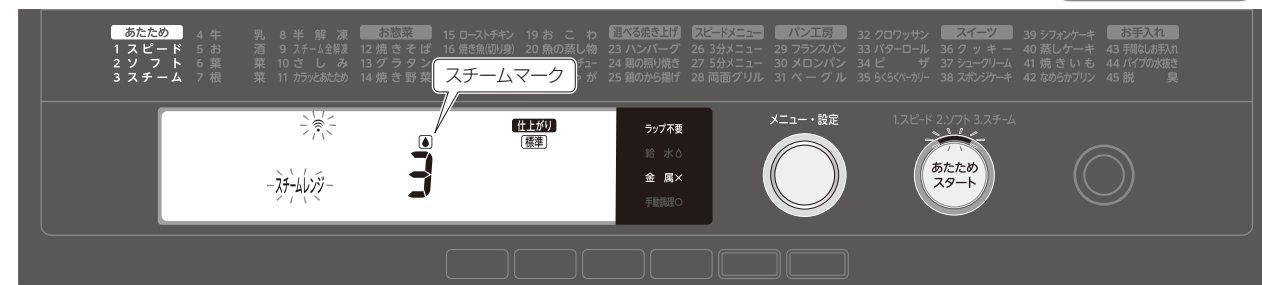 あたため 4 牛 乳 8 半 解 凍 お惣菜 15 ローストチキン 19 お こ わ 選べる焼き上げ スピードメニュー パン工房 32 クロワッサン スイーツ 39 シフォンケーキ お手入れ
1 スピード 5 お 酒 9 スチーム全解凍 12 焼 き そ ば 16 焼き魚(切り身) 20 魚の蒸し物 23 ハンバーグ 26 3分メニュー 29 フランスパン 33 バターロール 36 ク ッ キ ー 40 蒸しケーキ 43 手間なしお手入れ
2 ソ フ ト 6 葉 菜 10 さ し み 13 グ ラ タ ン チュー 24 鶏の照り焼き 27 5分メニュー 30 メロンパン 34 ピ ザ 37 シュークリーム 41 焼 き い も 44 パイプの水抜き
3 スチーム 7 根 菜 11 カラッとあたため 14 焼 き 野 菜 が 25 鶏のから揚げ 28 両面グリル 31 ベ ー グ ル 35 らくらくベーカリー 38 スポンジケーキ 42 なめらかプリン 45 脱 臭
スチームマーク
仕上がり
標準
スチームレンジ
3
ラップ不要
給 水
金 属×
手動調理○
メニュー・設定
1.スピード 2.ソフト 3.スチーム
あたため
スタート